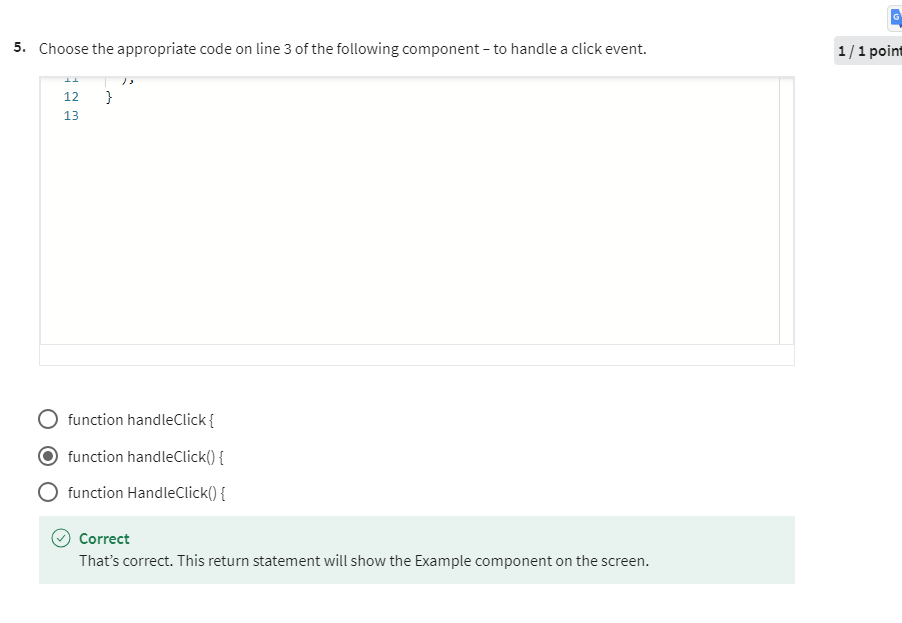 5. Choose the appropriate code on line 3 of the following component – to handle a click event.
1 / 1 point
11 );
12 }
13
function handleClick {
function handleClick() {
function HandleClick() {
Correct
That’s correct. This return statement will show the Example component on the screen.